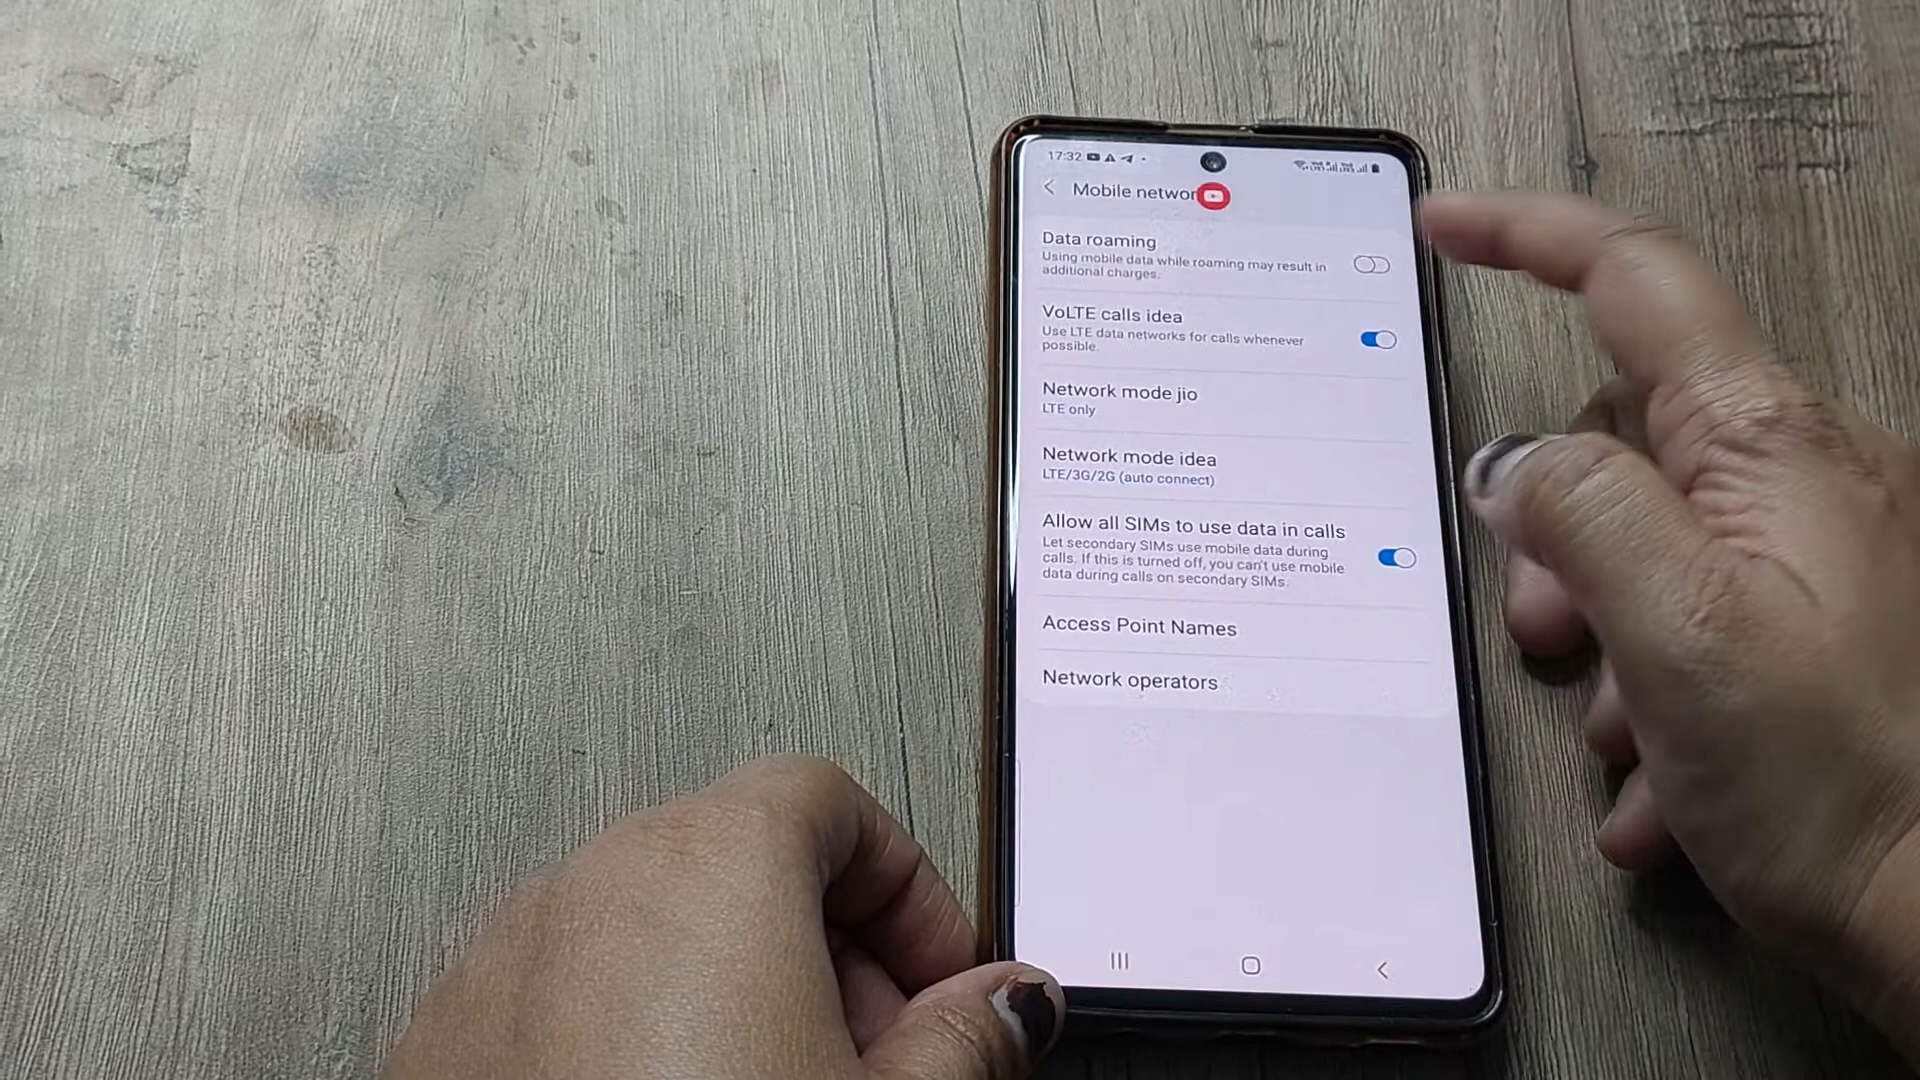 17:32
Mobile networ
Data roaming
Using mobile data while roaming may result in
additional charges.
VoLTE calls idea
Use LTE data networks for calls whenever
possible.
Network mode jio
LTE only
Network mode idea
LTE/3G/2G (auto connect)
Allow all SIMs to use data in calls
Let secondary SIMs use mobile data during
calls. If this is turned off, you can't use mobile
data during calls on secondary SIMs.
Access Point Names
Network operators